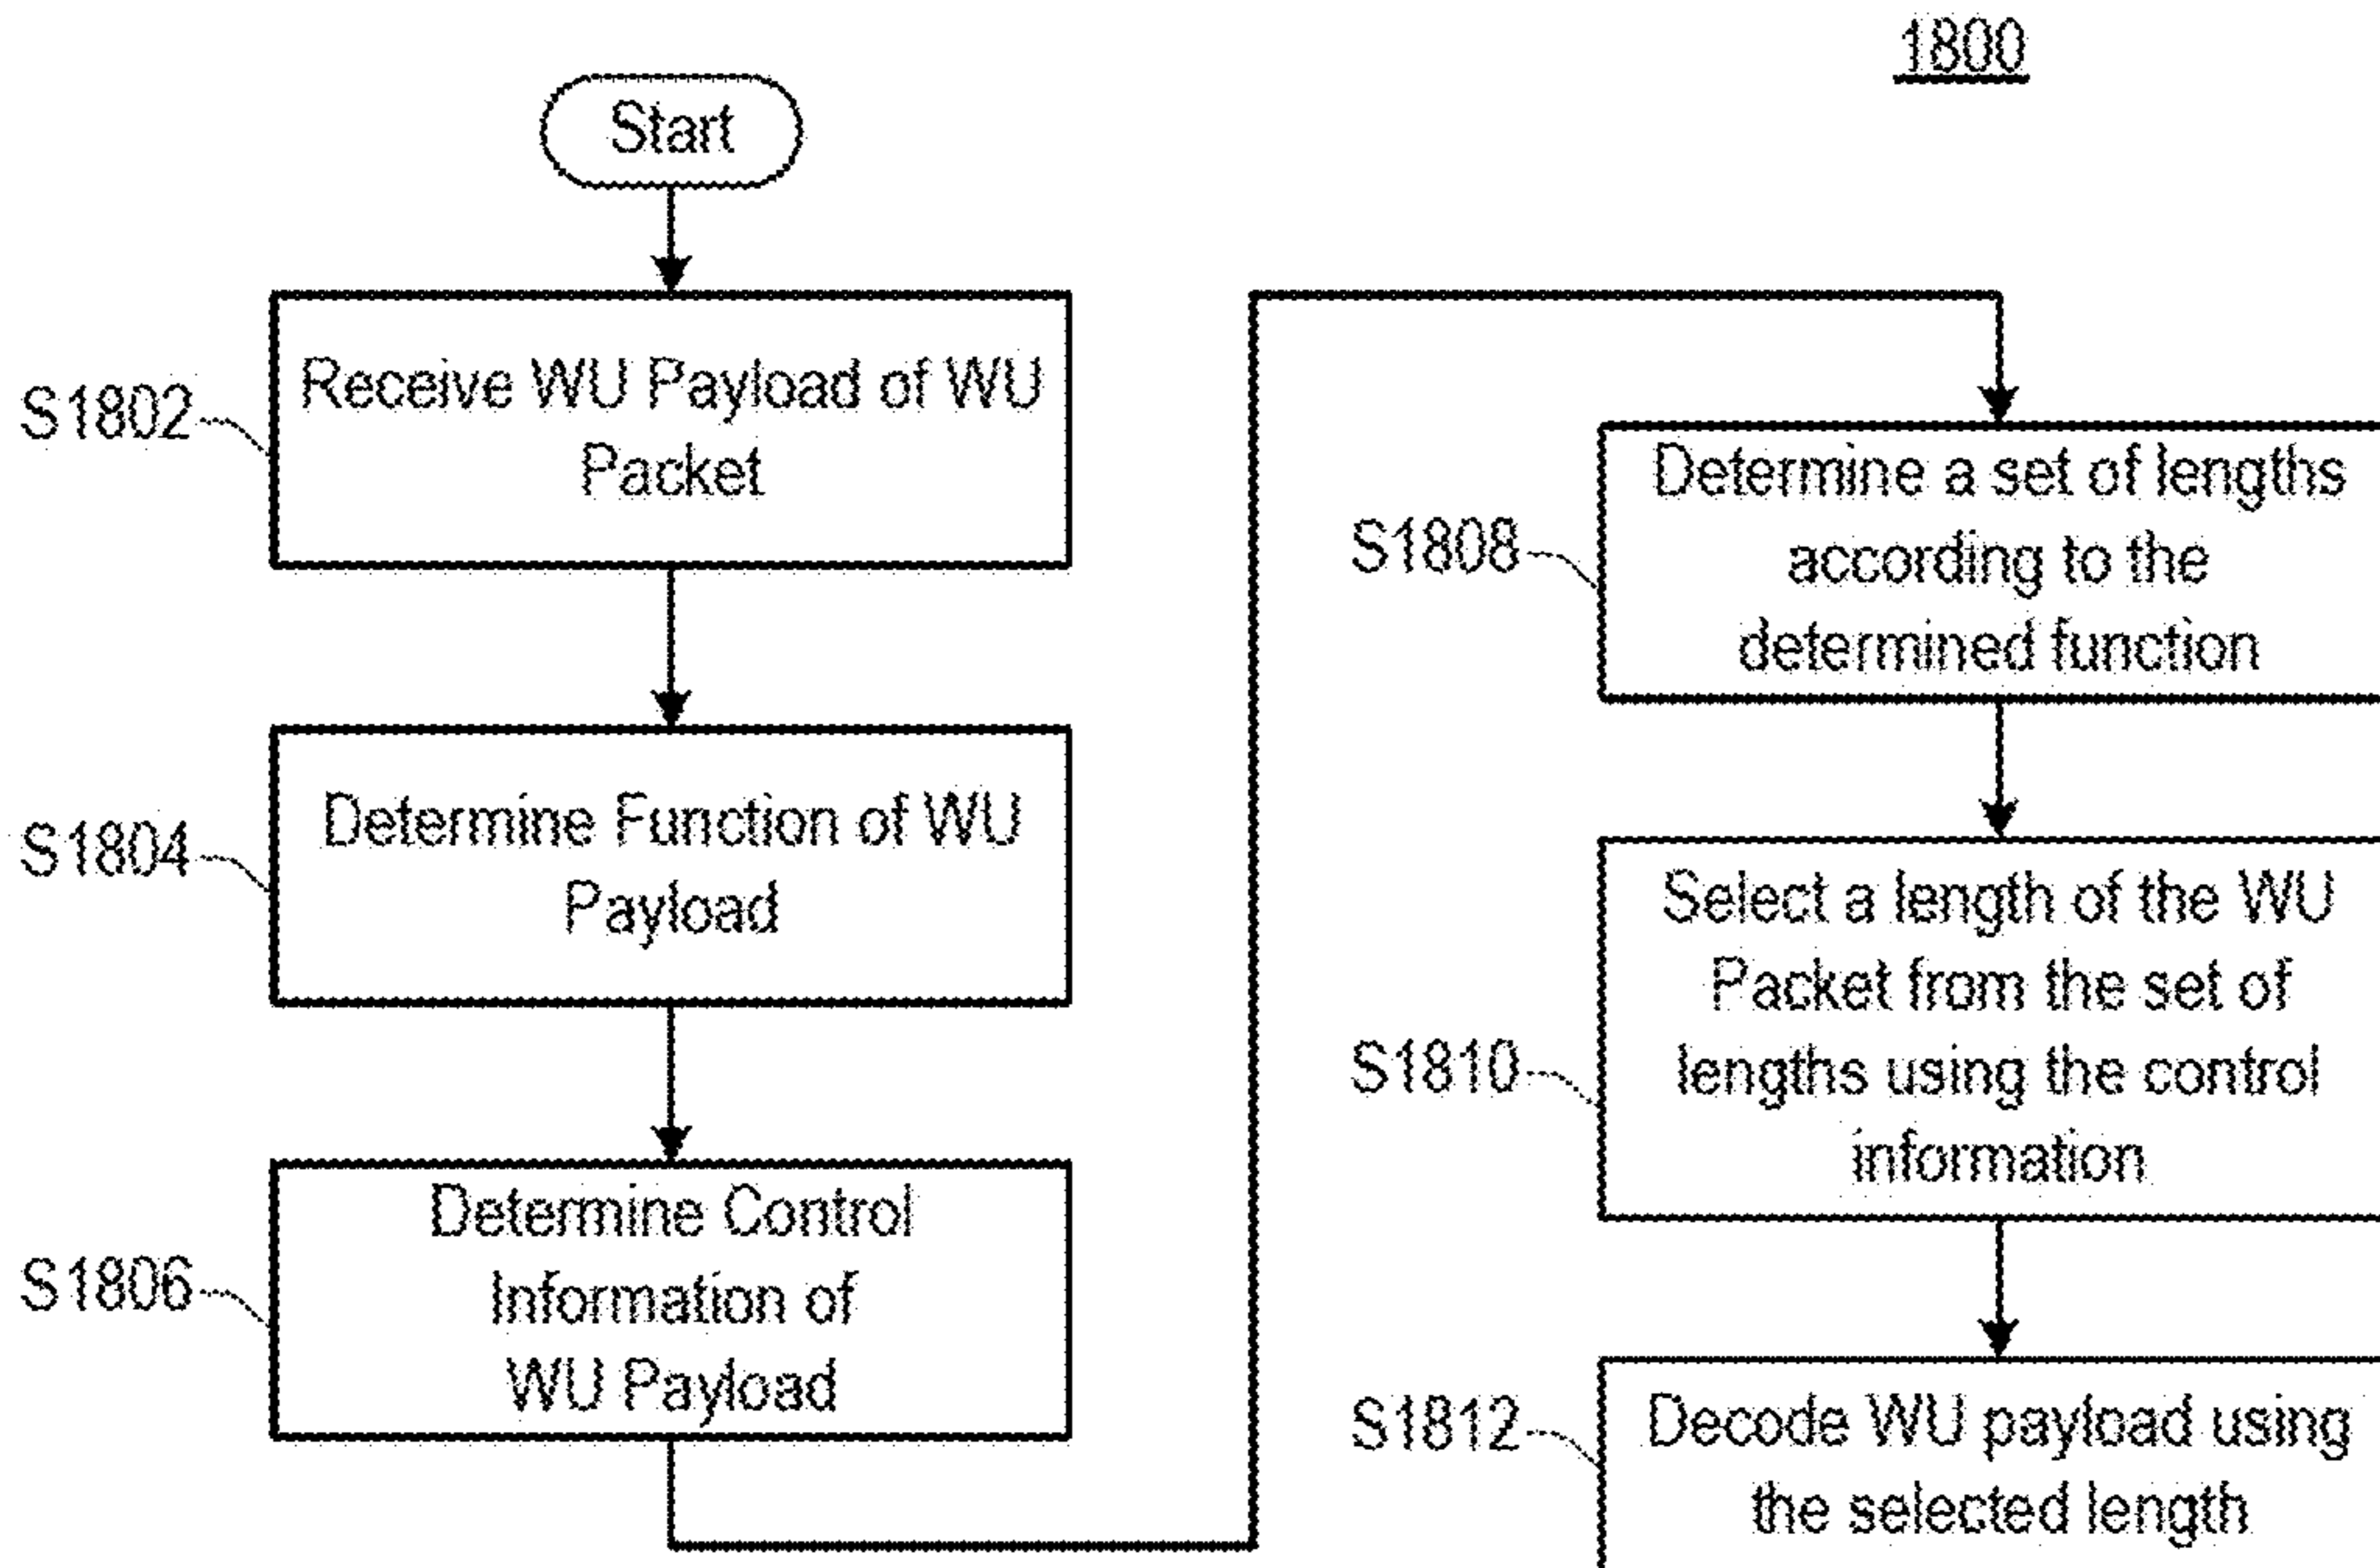 1800
Start
S1802
Receive WU Payload of WU
Packet
S1804
Determine Function of WU
Payload
S1806
Determine Control
Information of
WU Payload
S1808
Determine a set of lengths
according to the
determined function
S1810
Select a length of the WU
Packet from the set of
lengths using the control
information
S1812
Decode WU payload using
the selected length